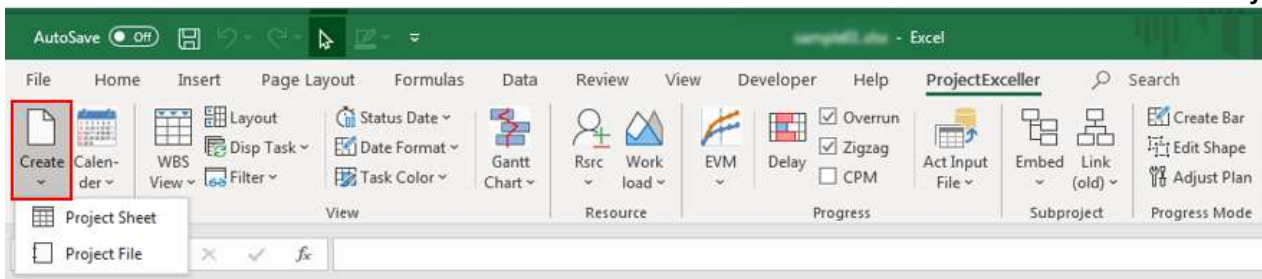 AutoSave Off - Excel
File Home Insert Page Layout Formulas Data Review View Developer Help ProjectExceller Search
Layout Status Date Overrun Create Bar
Disp Task Date Format Zigzag Edit Shape
Create Calen- WBS Gantt Rsrc Work EVM Delay Act Input Embed Link
der View Filter Task Color Chart load CPM File (old) Adjust Plan
Project Sheet View Resource Progress Subproject Progress Mode
Project File fx